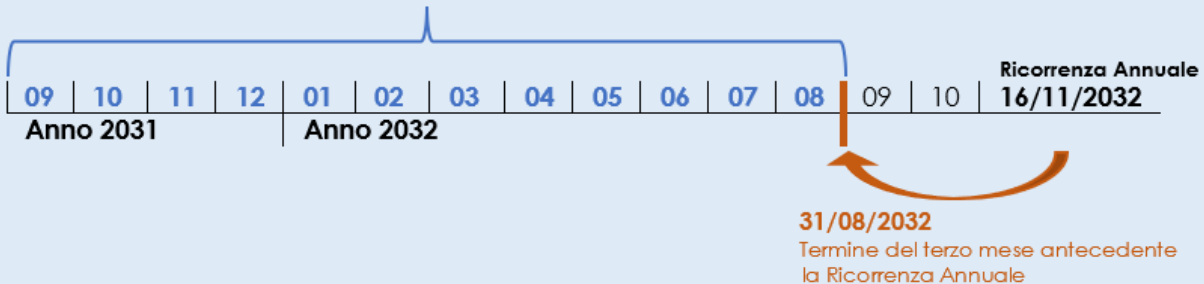 Ricorrenza Annuale
09 10 11 12 01 02 03 04 05 06 07 08 09 10 16/11/2032
Anno 2031 Anno 2032
31/08/2032
Termine del terzo mese antecedente
la Ricorrenza Annuale